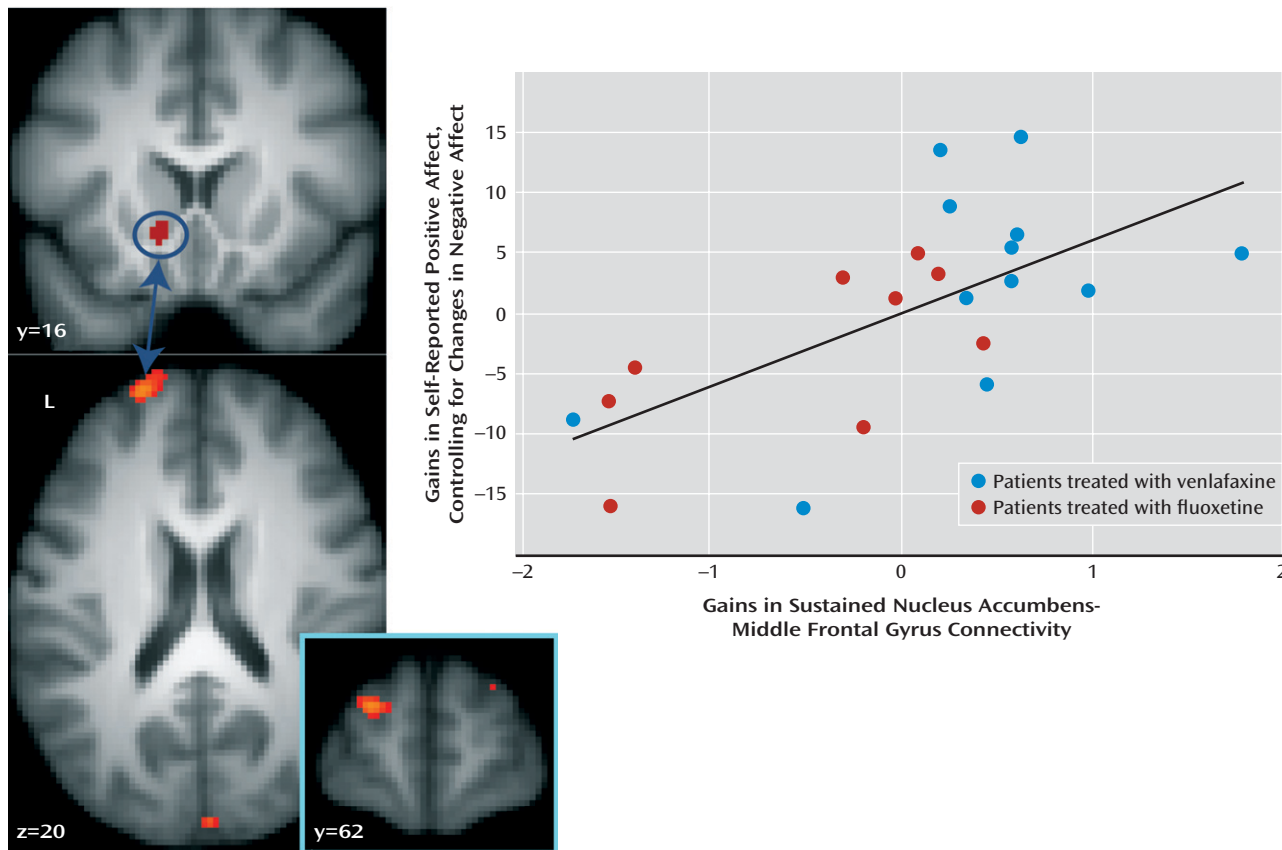 y=16
L
z=20
y=62
Gains in Self-Reported Positive Affect,
Controlling for Changes in Negative Affect
15
10
5
0
−5
−10
−15
Patients treated with venlafaxine
Patients treated with fluoxetine
−2 −1 0 1 2
Gains in Sustained Nucleus Accumbens-
Middle Frontal Gyrus Connectivity